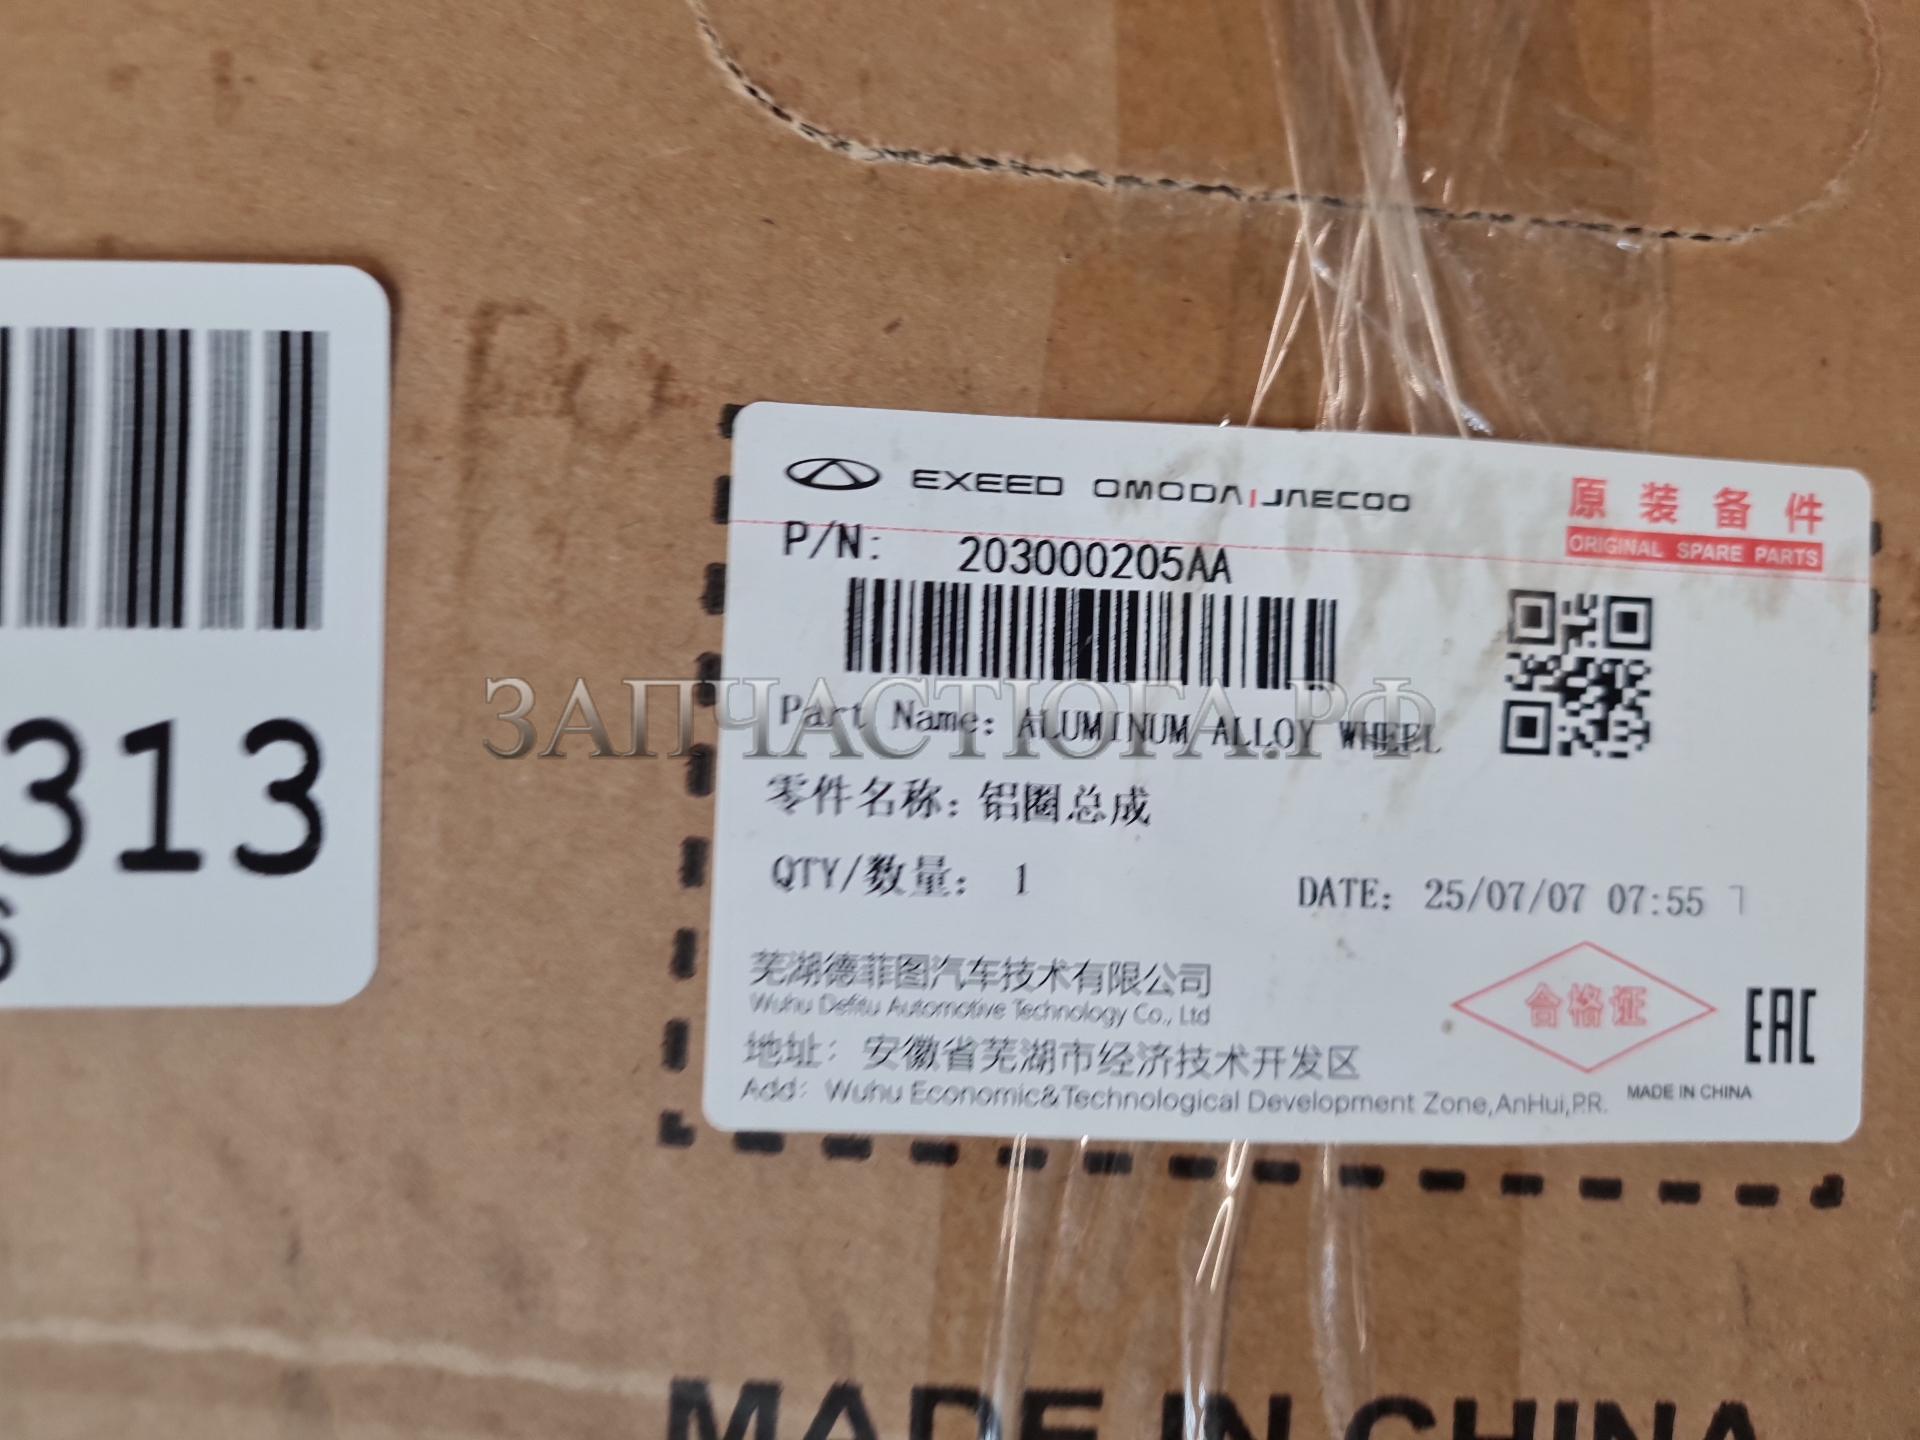 EXEED OMODA|JAECOO
原装备件
ORIGINAL SPARE PARTS
P/N: 203000205AA
ЗАПЧАСТЮГА.РФ
Part Name: ALUMINUM ALLOY WHEEL
零件名称: 铝圈总成
QTY/数量: 1
DATE: 25/07/07 07:55
313
芜湖德菲图汽车技术有限公司
Wuhu Defitu Automotive Technology Co., Ltd
合格证
EAC
地址: 安徽省芜湖市经济技术开发区
Add: Wuhu Economic&Technological Development Zone,AnHui,P.R.
MADE IN CHINA
MADE IN CHINA